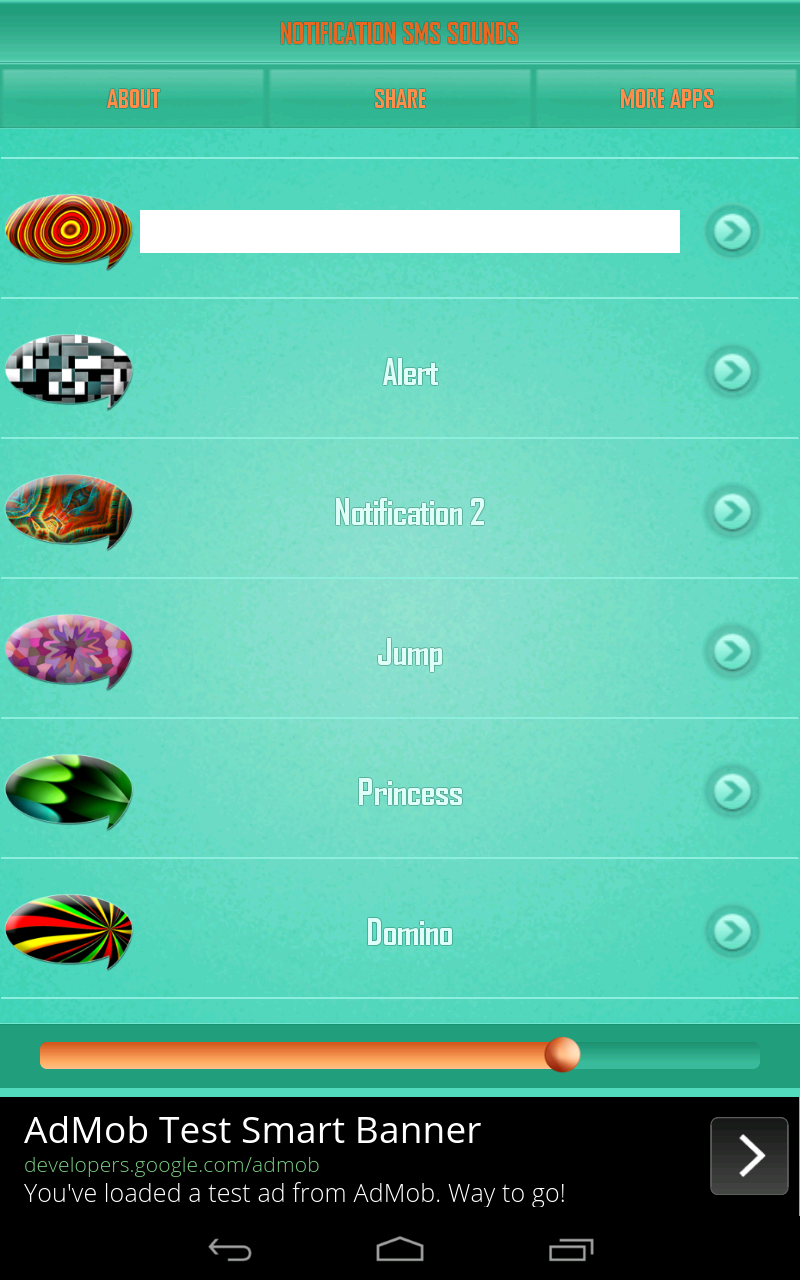 NOTIFICATION SMS SOUNDS
ABOUT
SHARE
MORE APPS
Alert
Notification 2
Jump
Princess
Domino
AdMob Test Smart Banner
developers.google.com/admob
You've loaded a test ad from AdMob. Way to go!